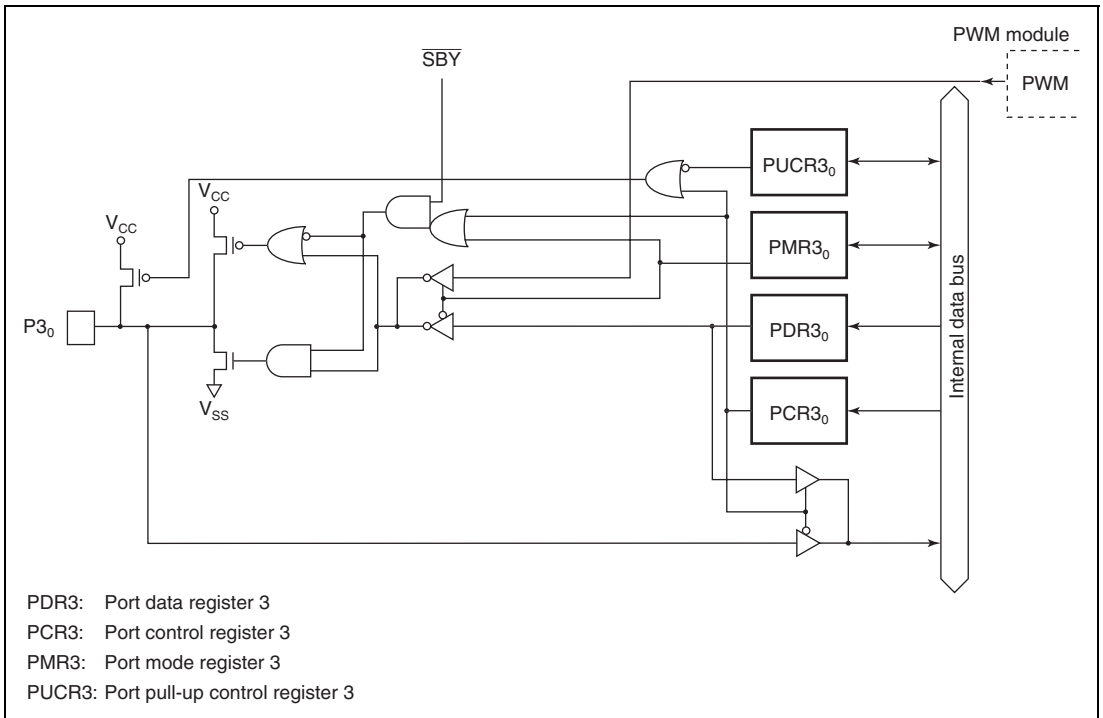 PWM module
SBY
PWM
PUCR3₀
V_CC
V_CC
PMR3₀
P3₀
PDR3₀
Internal data bus
V_SS
PCR3₀
PDR3: Port data register 3
PCR3: Port control register 3
PMR3: Port mode register 3
PUCR3: Port pull-up control register 3